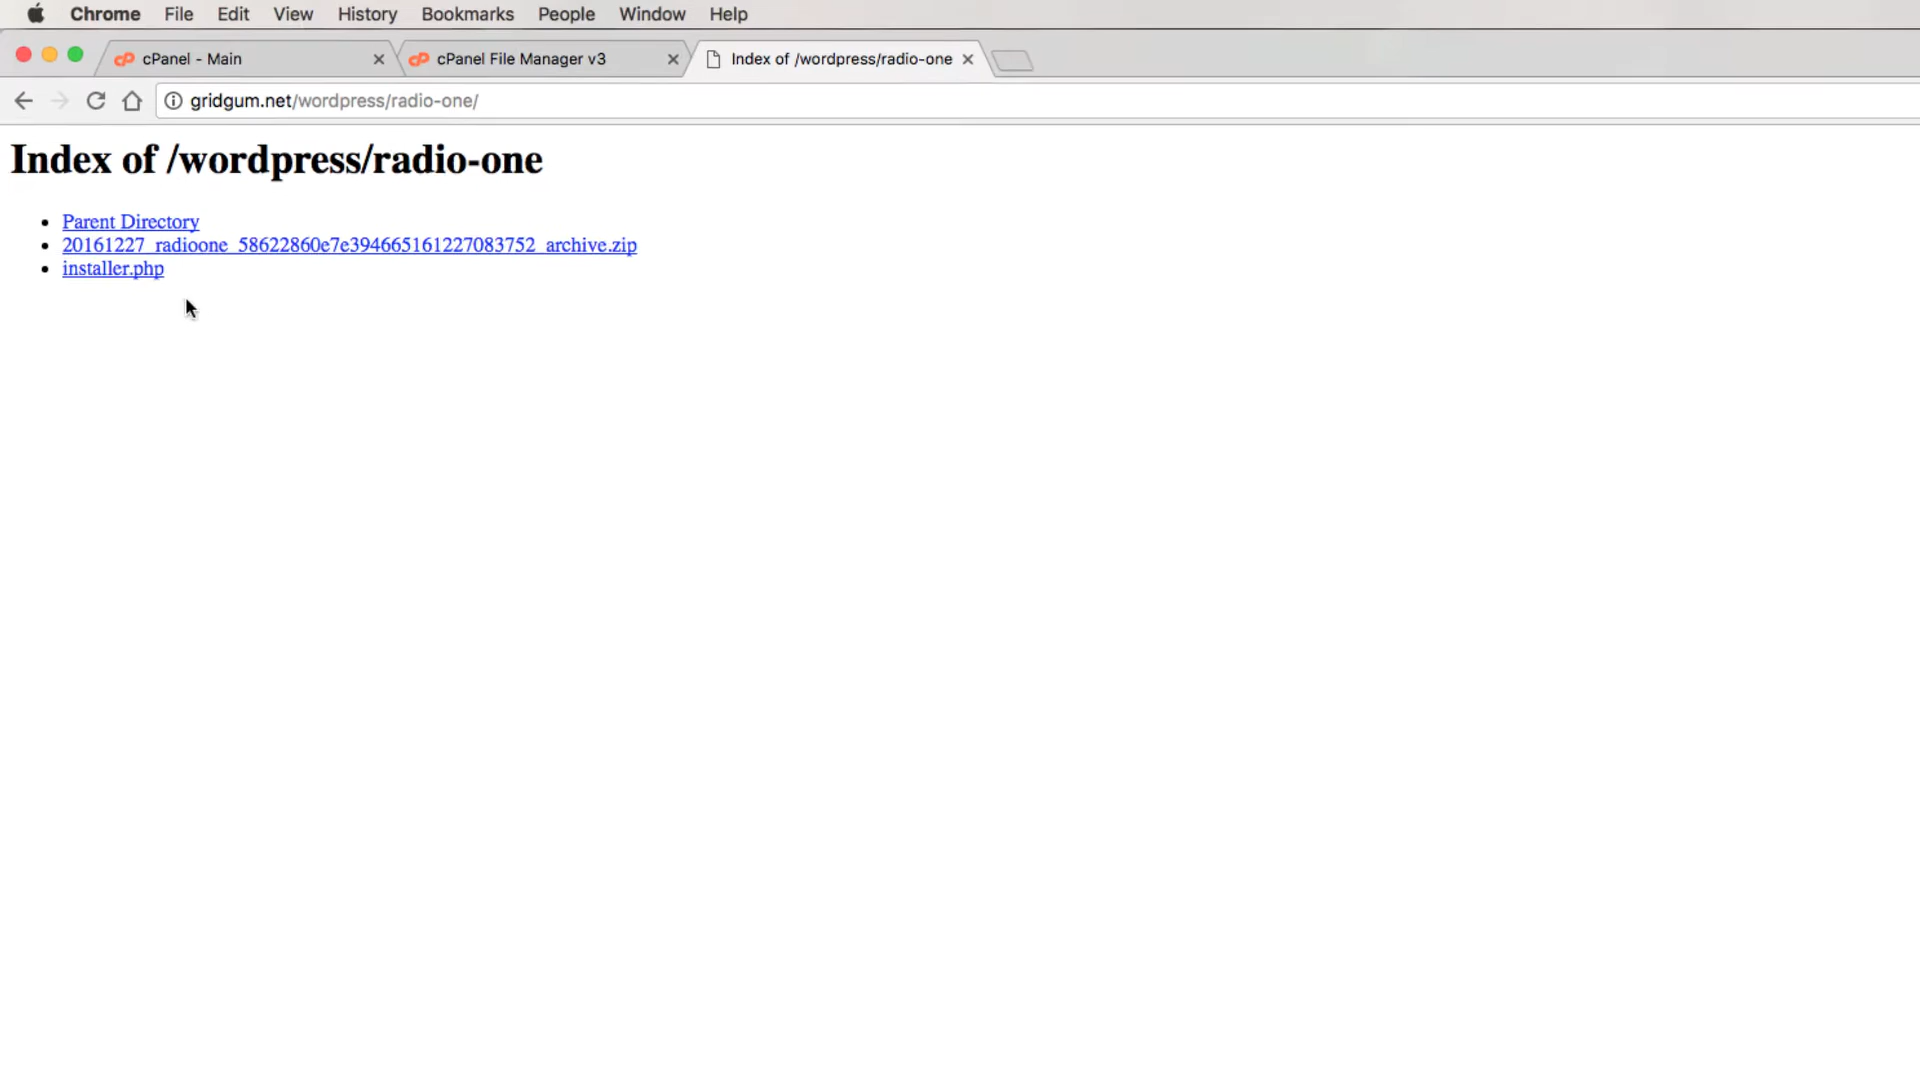 Chrome File Edit View History Bookmarks People Window Help
cPanel - Main cPanel File Manager v3 Index of /wordpress/radio-one
gridgum.net/wordpress/radio-one/
Index of /wordpress/radio-one
Parent Directory
20161227_radioone_58622860e7e394665161227083752_archive.zip
installer.php